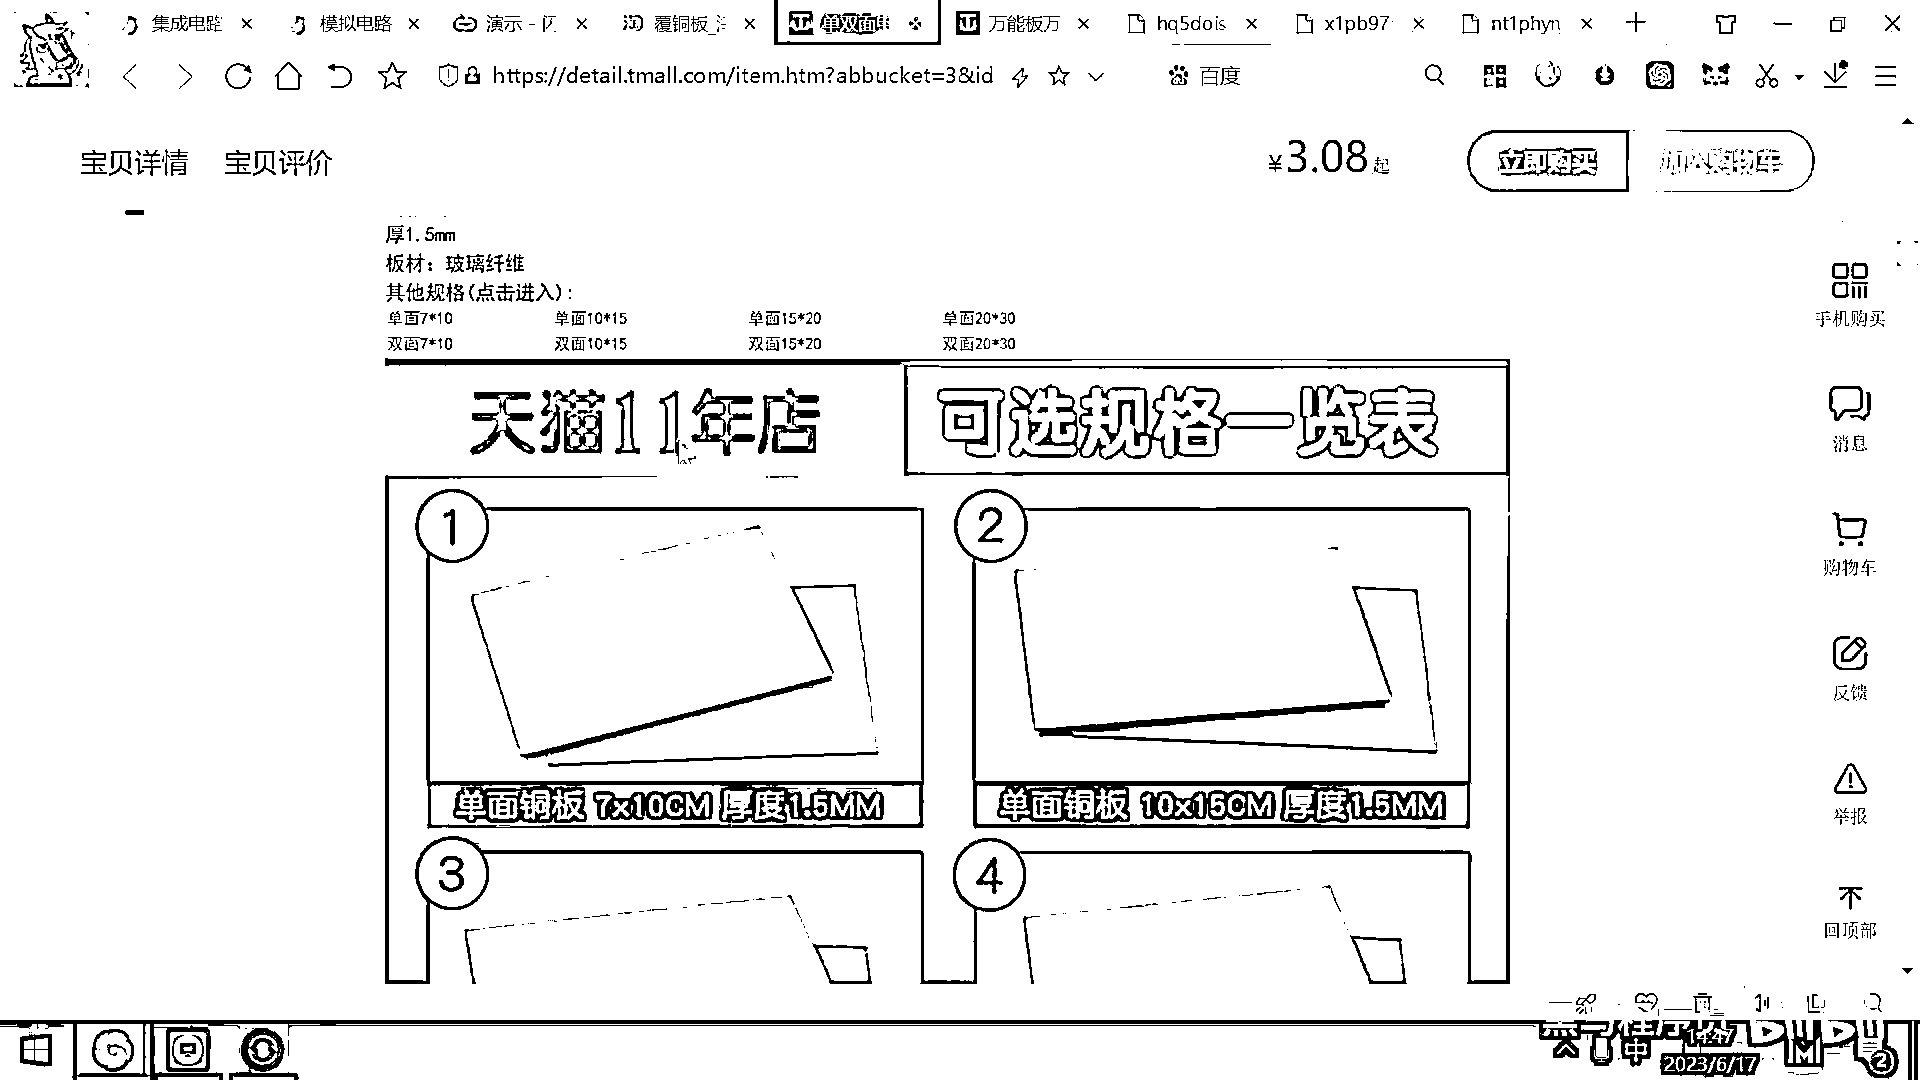 集成电路
模拟电路
演示 - 闪
覆铜板_淘
单双面电
万能板万
hq5dois
x1pb97
nt1phyn
https://detail.tmall.com/item.htm?abbucket=3&id
百度
宝贝详情 宝贝评价
¥3.08起
立即购买
加入购物车
厚1.5mm
板材：玻璃纤维
其他规格(点击进入)：
单面7*10 单面10*15 单面15*20 单面20*30
双面7*10 双面10*15 双面15*20 双面20*30
天猫11年店
可选规格一览表
1
单面铜板 7x10CM 厚度1.5MM
2
单面铜板 10x15CM 厚度1.5MM
3
4
手机购买
消息
购物车
反馈
举报
回顶部
中
14:47
2023/6/17
2